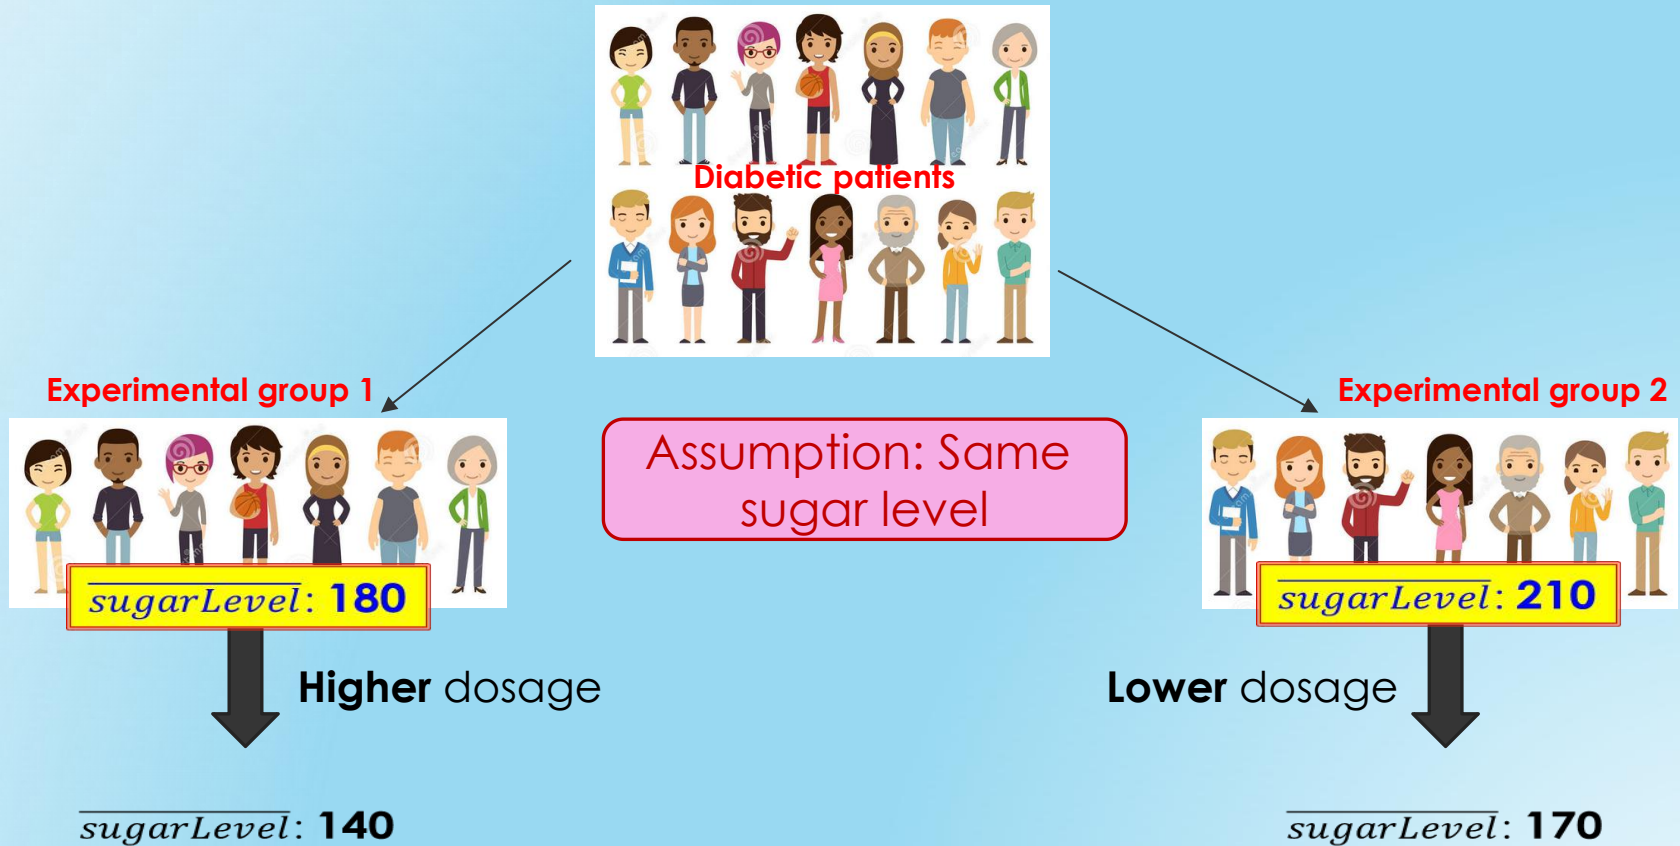 Diabetic patients
Experimental group 1
Experimental group 2
Assumption: Same
sugar level
sugarLevel: 180
sugarLevel: 210
Higher dosage
Lower dosage
sugarLevel: 140
sugarLevel: 170